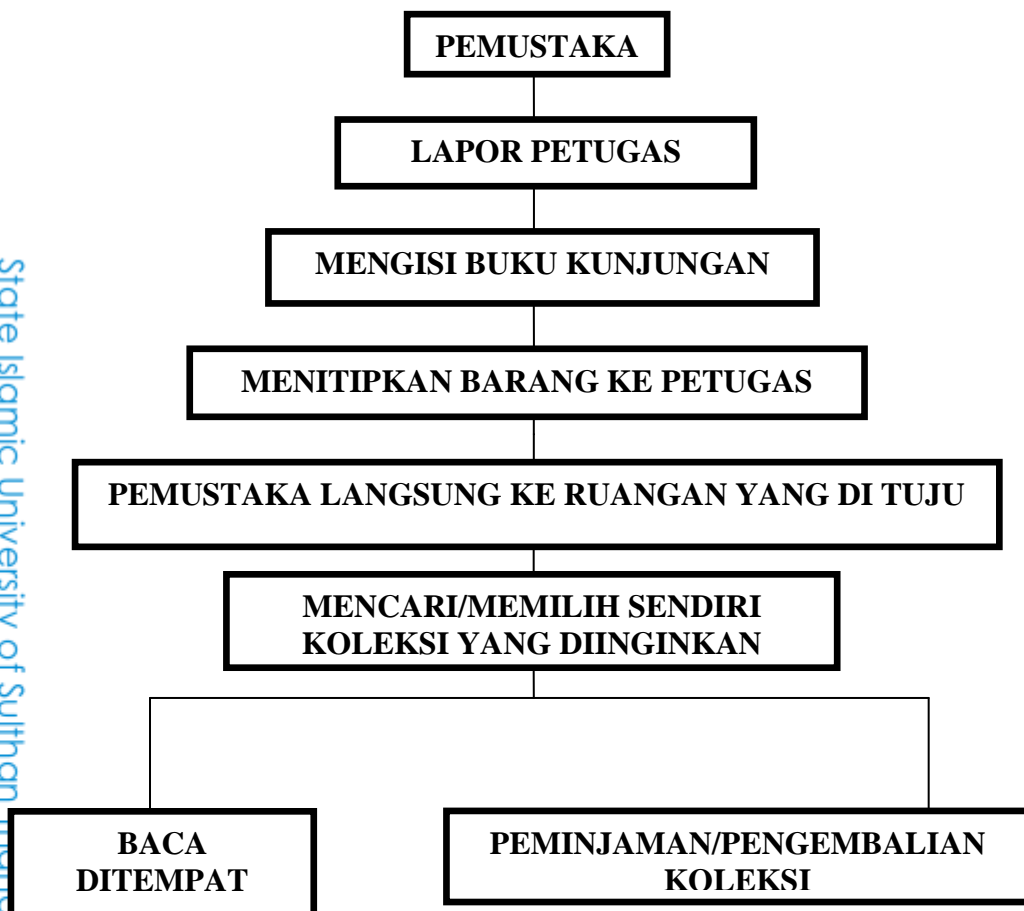 PEMUSTAKA
LAPOR PETUGAS
MENGISI BUKU KUNJUNGAN
MENITIPKAN BARANG KE PETUGAS
PEMUSTAKA LANGSUNG KE RUANGAN YANG DI TUJU
MENCARI/MEMILIH SENDIRI
KOLEKSI YANG DIINGINKAN
BACA
DITEMPAT
PEMINJAMAN/PENGEMBALIAN
KOLEKSI
State Islamic University of Sulthan